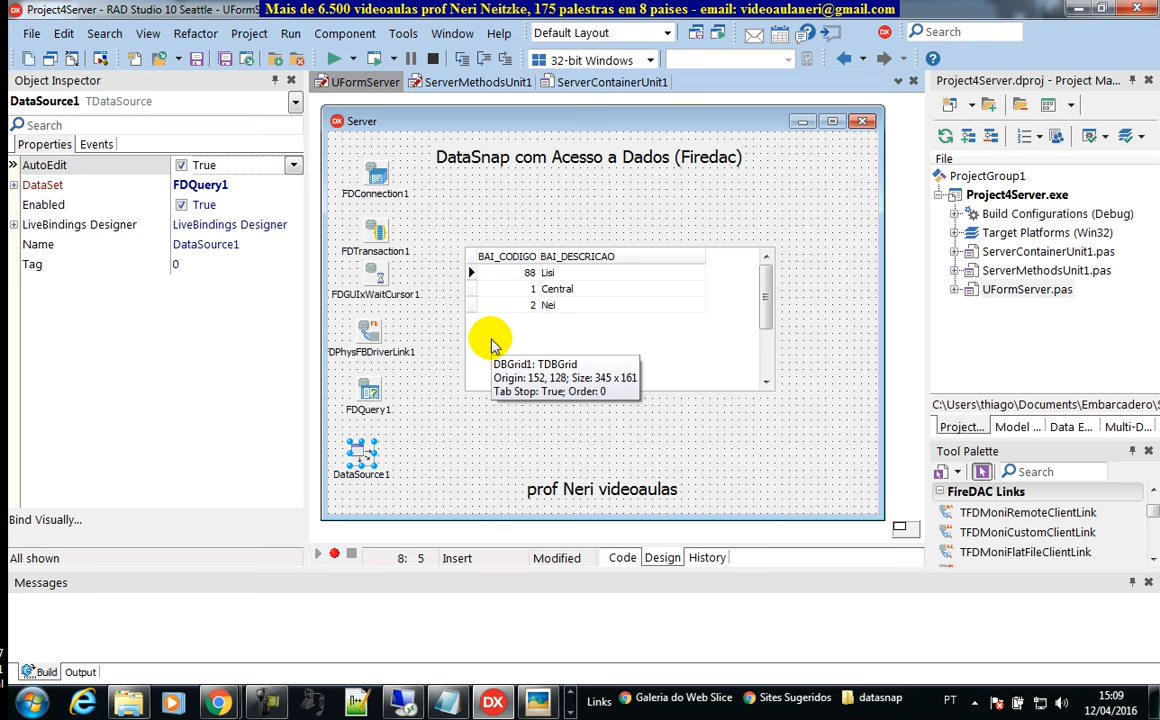 Project4Server - RAD Studio 10 Seattle - UFormS
Mais de 6.500 videoaulas prof Neri Neitzke, 175 palestras em 8 paises - email: videoaulaneri@gmail.com
File Edit Search View Refactor Project Run Component Tools Window Help
Default Layout
Search
32-bit Windows
Object Inspector
DataSource1 TDataSource
Search
Properties Events
AutoEdit True
DataSet FDQuery1
Enabled True
LiveBindings Designer LiveBindings Designer
Name DataSource1
Tag 0
Bind Visually...
All shown
UFormServer ServerMethodsUnit1 ServerContainerUnit1
Server
DataSnap com Acesso a Dados (Firedac)
FDConnection1
FDTransaction1
FDGUIxWaitCursor1
DPhysFBDriverLink1
FDQuery1
DataSource1
BAI_CODIGO BAI_DESCRICAO
88 Lisi
1 Central
2 Nei
DBGrid1: TDBGrid
Origin: 152, 128; Size: 345 x 161
Tab Stop: True; Order: 0
prof Neri videoaulas
8: 5 Insert Modified Code Design History
Project4Server.dproj - Project Ma...
File
ProjectGroup1
Project4Server.exe
Build Configurations (Debug)
Target Platforms (Win32)
ServerContainerUnit1.pas
ServerMethodsUnit1.pas
UFormServer.pas
C:\Users\thiago\Documents\Embarcadero\S
Project... Model ... Data E... Multi-D...
Tool Palette
Search
FireDAC Links
TFDMoniRemoteClientLink
TFDMoniCustomClientLink
TFDMoniFlatFileClientLink
Messages
Build Output
Links Galeria do Web Slice Sites Sugeridos datasnap PT
15:09
12/04/2016